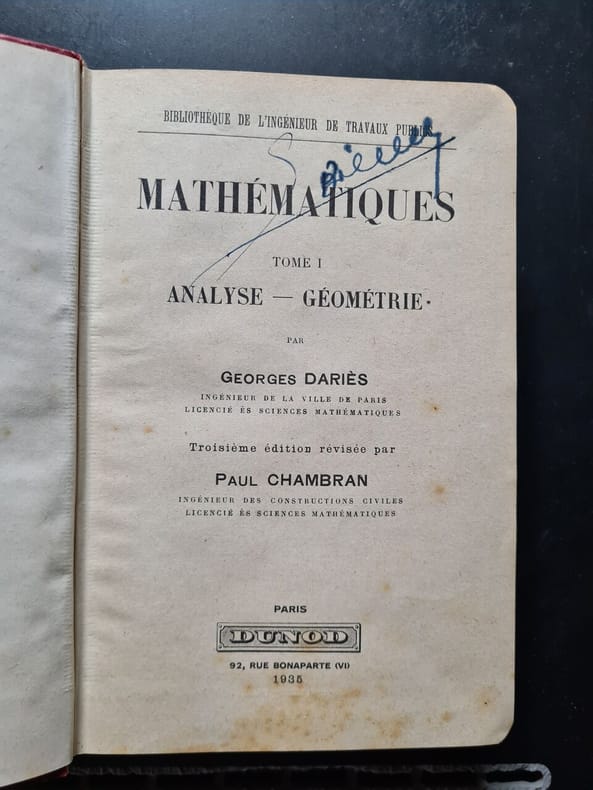 BIBLIOTHÈQUE DE L'INGÉNIEUR DE TRAVAUX PUBLICS
MATHÉMATIQUES
TOME I
ANALYSE — GÉOMÉTRIE
PAR
GEORGES DARIÈS
INGÉNIEUR DE LA VILLE DE PARIS
LICENCIÉ ÈS SCIENCES MATHÉMATIQUES
Troisième édition révisée par
PAUL CHAMBRAN
INGÉNIEUR DES CONSTRUCTIONS CIVILES
LICENCIÉ ÈS SCIENCES MATHÉMATIQUES
PARIS
DUNOD
92, RUE BONAPARTE (VI)
1935